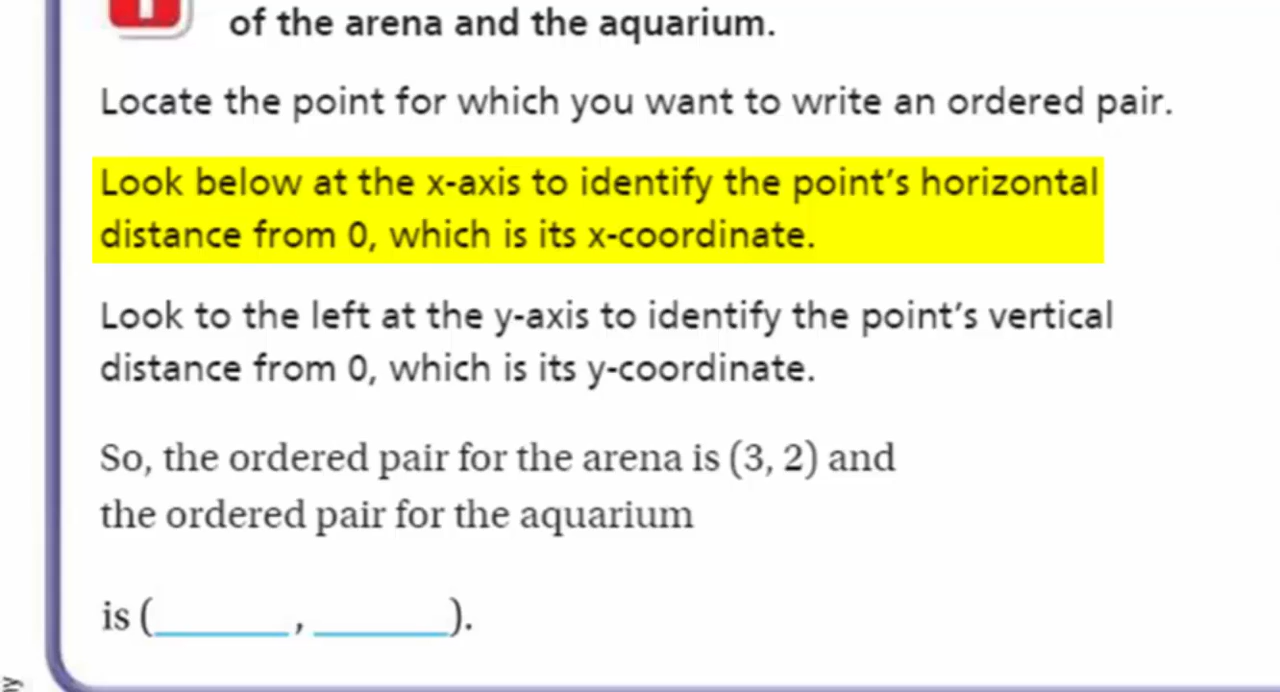 of the arena and the aquarium.
Locate the point for which you want to write an ordered pair.
Look below at the x-axis to identify the point's horizontal
distance from 0, which is its x-coordinate.
Look to the left at the y-axis to identify the point's vertical
distance from 0, which is its y-coordinate.
So, the ordered pair for the arena is (3, 2) and
the ordered pair for the aquarium
is (______ , ______).